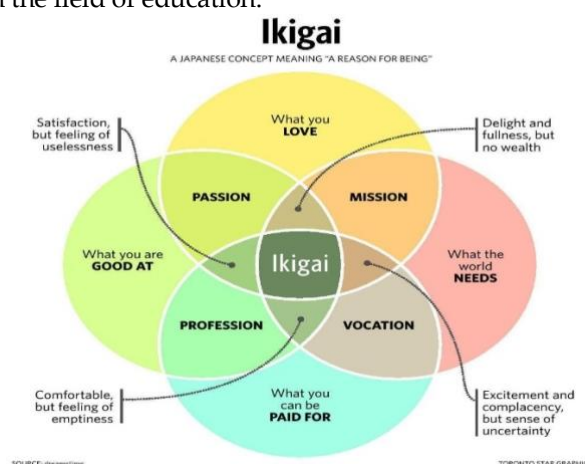 the field of education.
Ikigai
A JAPANESE CONCEPT MEANING "A REASON FOR BEING"
Satisfaction,
but feeling of
uselessness
What you
LOVE
Delight and
fullness, but
no wealth
PASSION
MISSION
What you are
GOOD AT
Ikigai
What the
world
NEEDS
PROFESSION
VOCATION
Comfortable,
but feeling of
emptiness
What you
can be
PAID FOR
Excitement and
complacency,
but sense of
uncertainty
SOURCE:
TORONTO STAR GRAPHIC